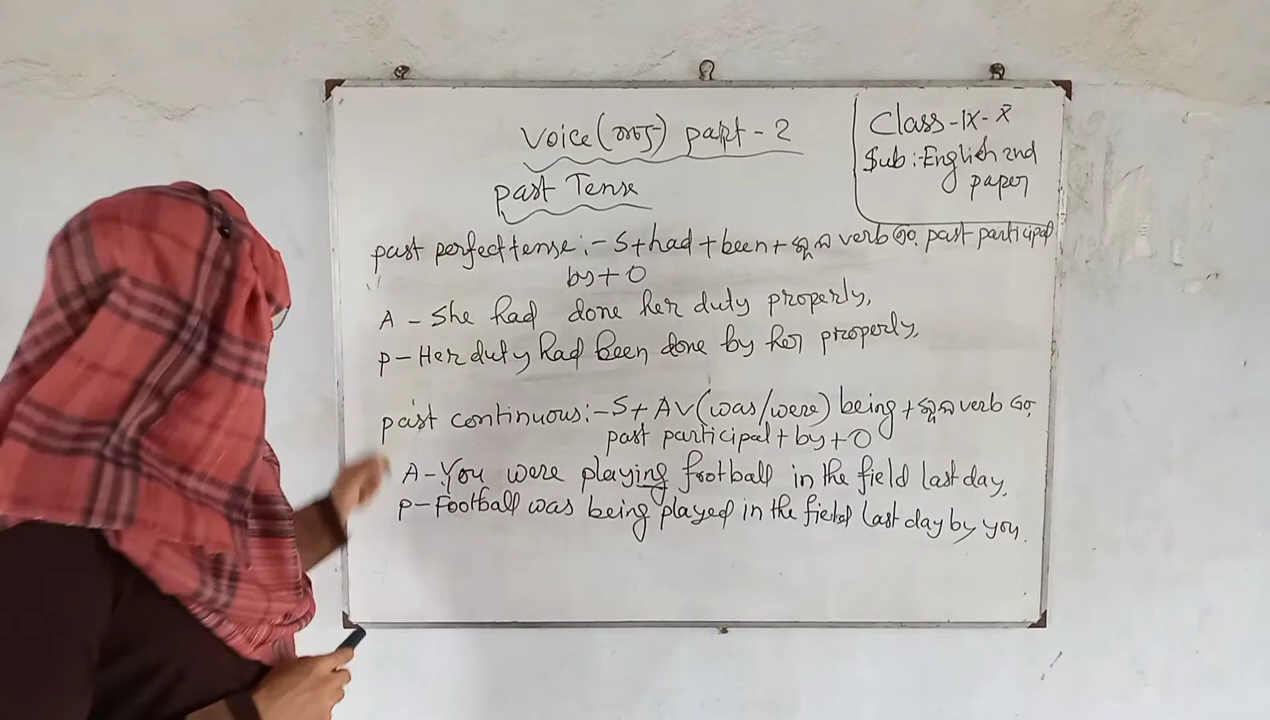 Voice (বাচ্য) part - 2
Class - IX - X
Sub :- English 2nd
paper
past Tense
past perfect tense :- S + had + been + মূল verb এর past participal
by + O
A - She had done her duty properly,
P - Her duty had been done by her properly,
past continuous :- S + AV (was/were) being + মূল verb এর
past participal + by + O
A - You were playing football in the field last day,
P - Football was being played in the field last day by you.